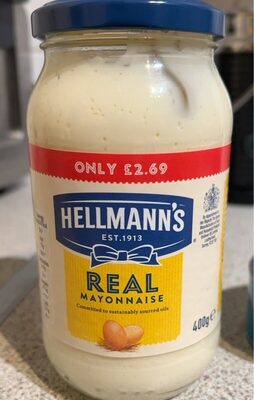 ONLY £2.69
HELLMANN'S
EST.1913
REAL
MAYONNAISE
Committed to sustainably sourced oils
400g e